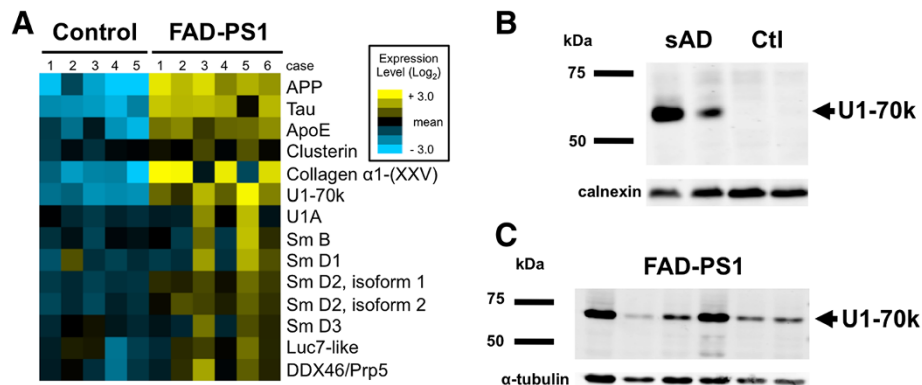 A
Control FAD-PS1
1 2 3 4 5 1 2 3 4 5 6 case
APP
Tau
ApoE
Clusterin
Collagen α1-(XXV)
U1-70k
U1A
Sm B
Sm D1
Sm D2, isoform 1
Sm D2, isoform 2
Sm D3
Luc7-like
DDX46/Prp5
Expression
Level (Log2)
+ 3.0
mean
- 3.0
B
kDa sAD Ctl
75
50
U1-70k
calnexin
C
kDa FAD-PS1
75
50
U1-70k
α-tubulin